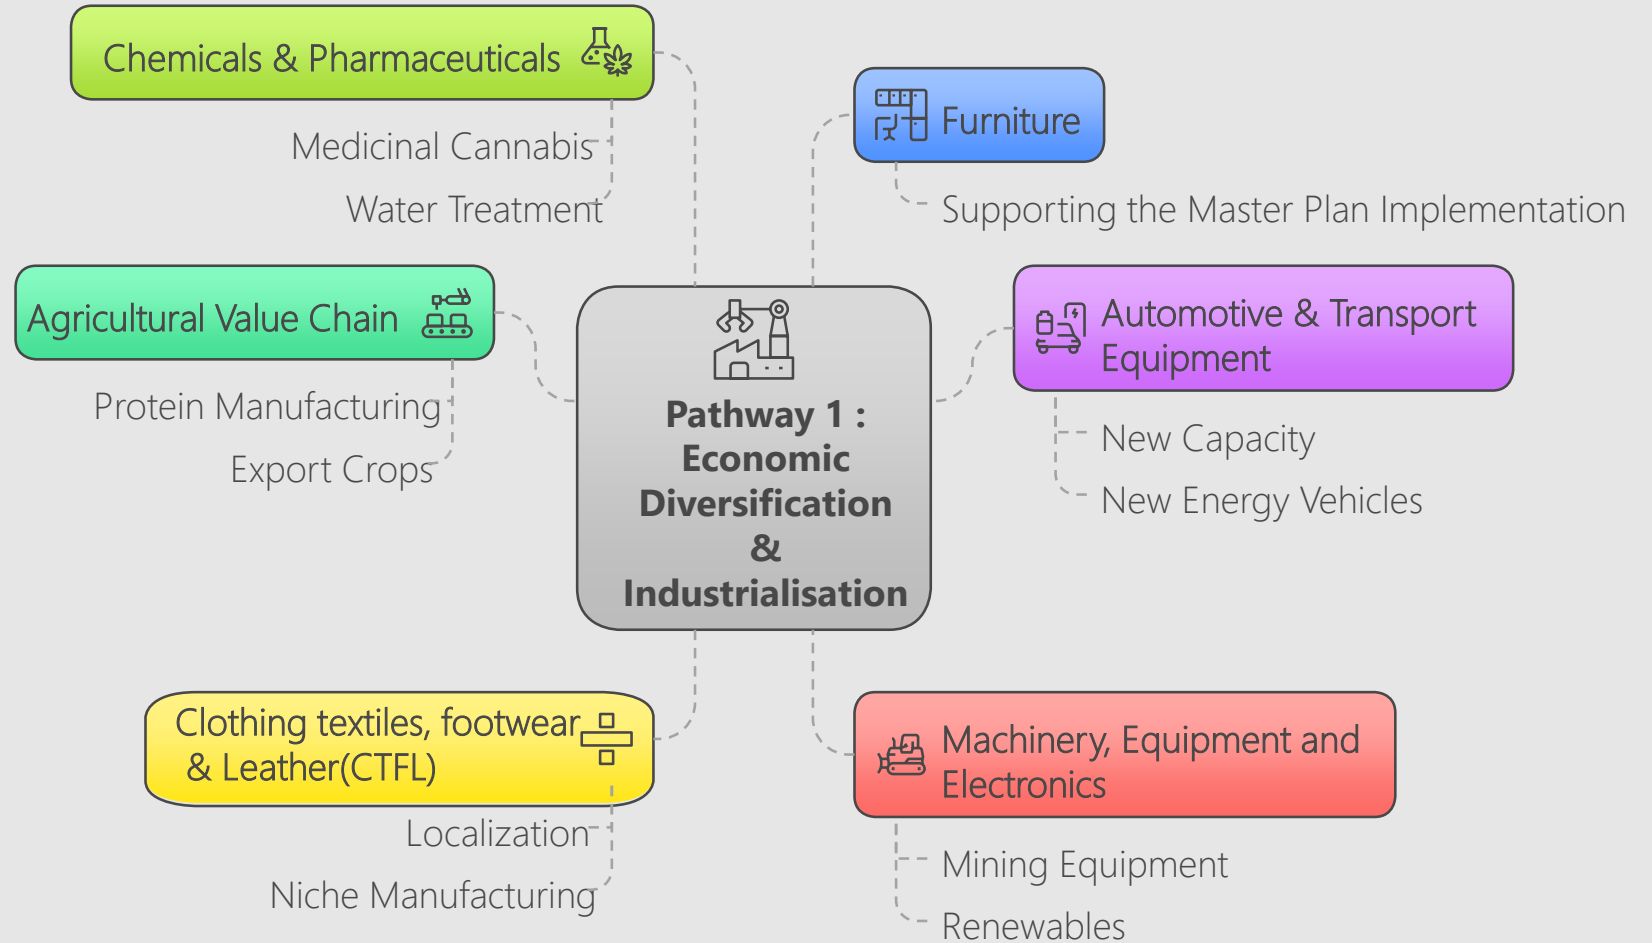 Chemicals & Pharmaceuticals
Medicinal Cannabis
Water Treatment
Furniture
Supporting the Master Plan Implementation
Agricultural Value Chain
Protein Manufacturing
Export Crops
Pathway 1 :
Economic
Diversification
&
Industrialisation
Automotive & Transport
Equipment
New Capacity
New Energy Vehicles
Clothing textiles, footwear
& Leather(CTFL)
Localization
Niche Manufacturing
Machinery, Equipment and
Electronics
Mining Equipment
Renewables